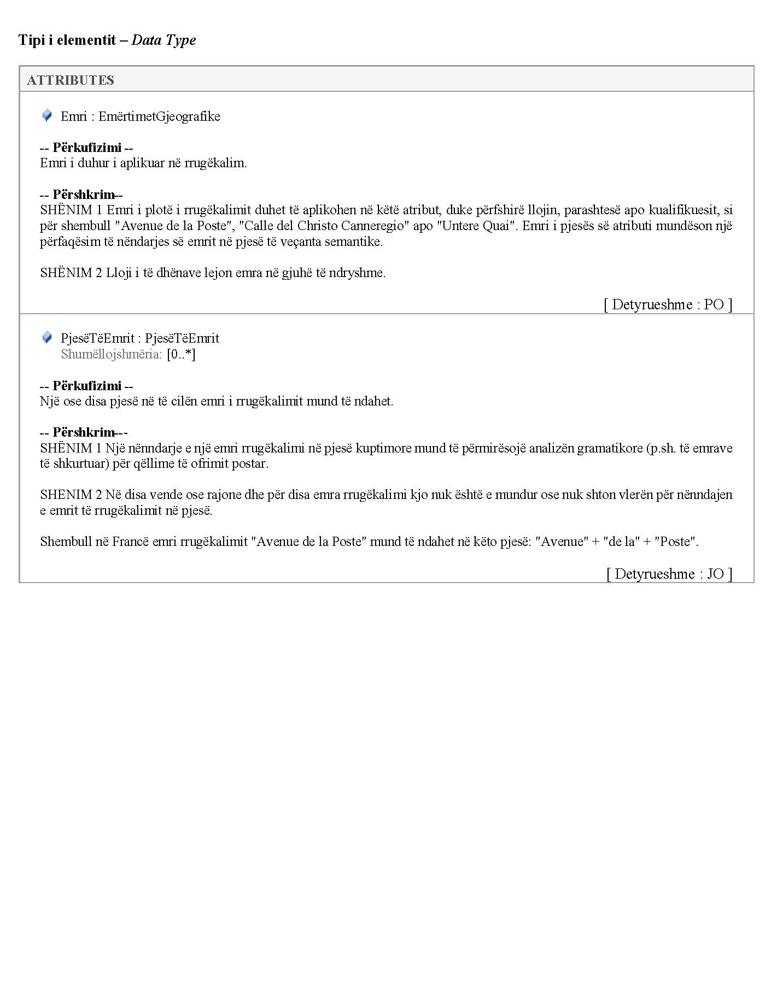 Tipi i elementit – Data Type
ATTRIBUTES
Emri : EmërtimetGjeografike
-- Përkufizimi --
Emri i duhur i aplikuar në rrugëkalim.
-- Përshkrim--
SHËNIM 1 Emri i plotë i rrugëkalimit duhet të aplikohen në këtë atribut, duke përfshirë llojin, parashtesë apo kualifikuesit, si
për shembull "Avenue de la Poste", "Calle del Christo Canneregio" apo "Untere Quai". Emri i pjesës së atributi mundëson një
përfaqësim të nëndarjes së emrit në pjesë të veçanta semantike.
SHËNIM 2 Lloji i të dhënave lejon emra në gjuhë të ndryshme.
[ Detyrueshme : PO ]
PjesëTëEmrit : PjesëTëEmrit
Shumëllojshmëria: [0..*]
-- Përkufizimi --
Një ose disa pjesë në të cilën emri i rrugëkalimit mund të ndahet.
-- Përshkrim---
SHËNIM 1 Një nënndarje e një emri rrugëkalimi në pjesë kuptimore mund të përmirësojë analizën gramatikore (p.sh. të emrave
të shkurtuar) për qëllime të ofrimit postar.
SHENIM 2 Në disa vende ose rajone dhe për disa emra rrugëkalimi kjo nuk është e mundur ose nuk shton vlerën për nënndajen
e emrit të rrugëkalimit në pjesë.
Shembull në Francë emri rrugëkalimit "Avenue de la Poste" mund të ndahet në këto pjesë: "Avenue" + "de la" + "Poste".
[ Detyrueshme : JO ]